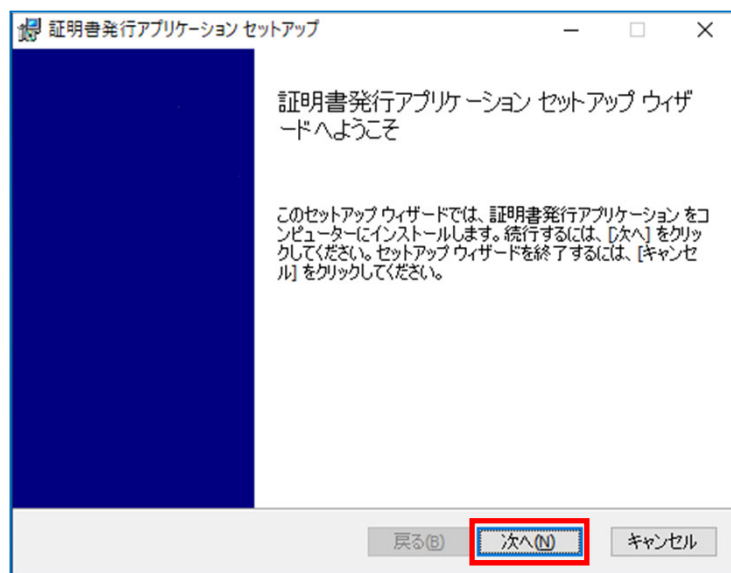 証明書発行アプリケーション セットアップ
証明書発行アプリケーション セットアップ ウィザ
ードへようこそ
このセットアップ ウィザードでは、証明書発行アプリケーション をコ
ンピューターにインストールします。続行するには、[次へ] をクリッ
クしてください。セットアップ ウィザードを終了するには、[キャンセ
ル] をクリックしてください。
戻る(B) 次へ(N) キャンセル